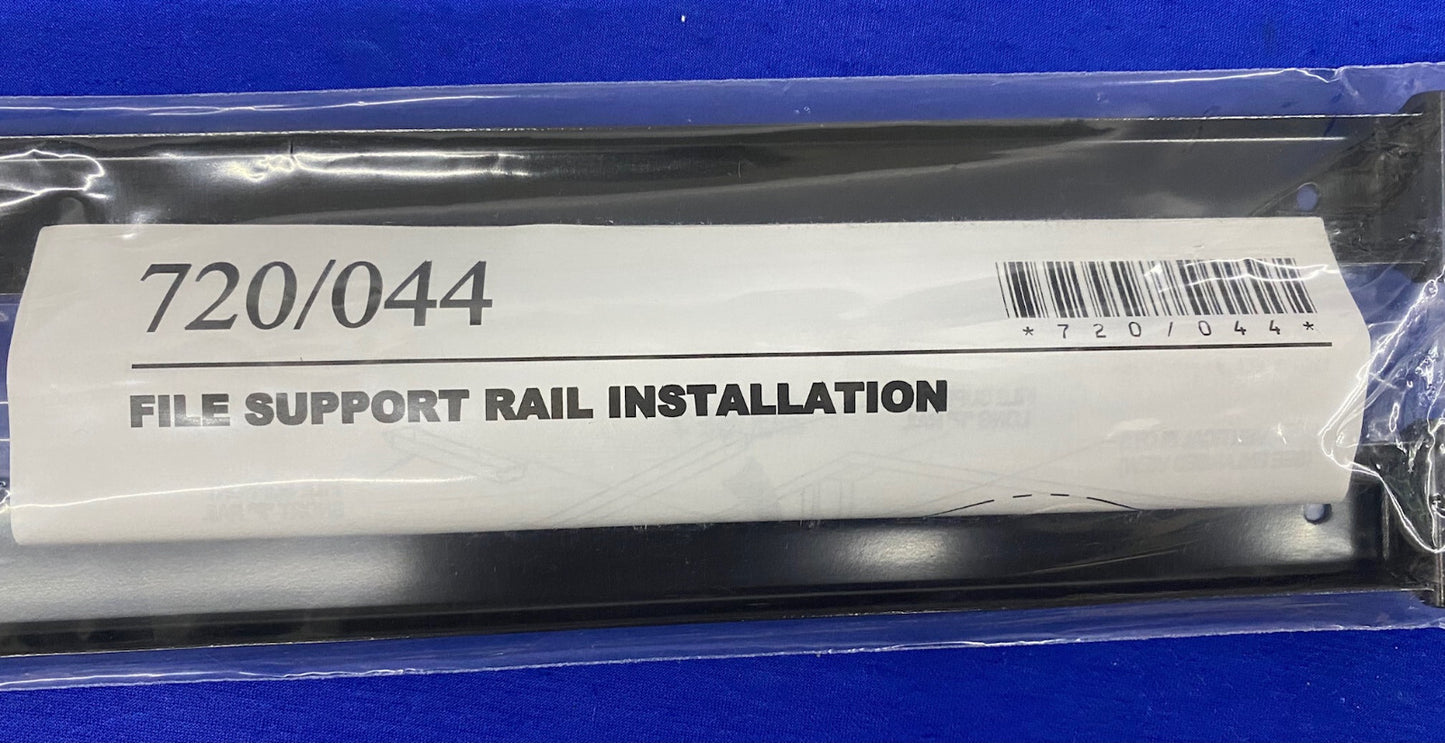 720/044
*720/044*
FILE SUPPORT RAIL INSTALLATION